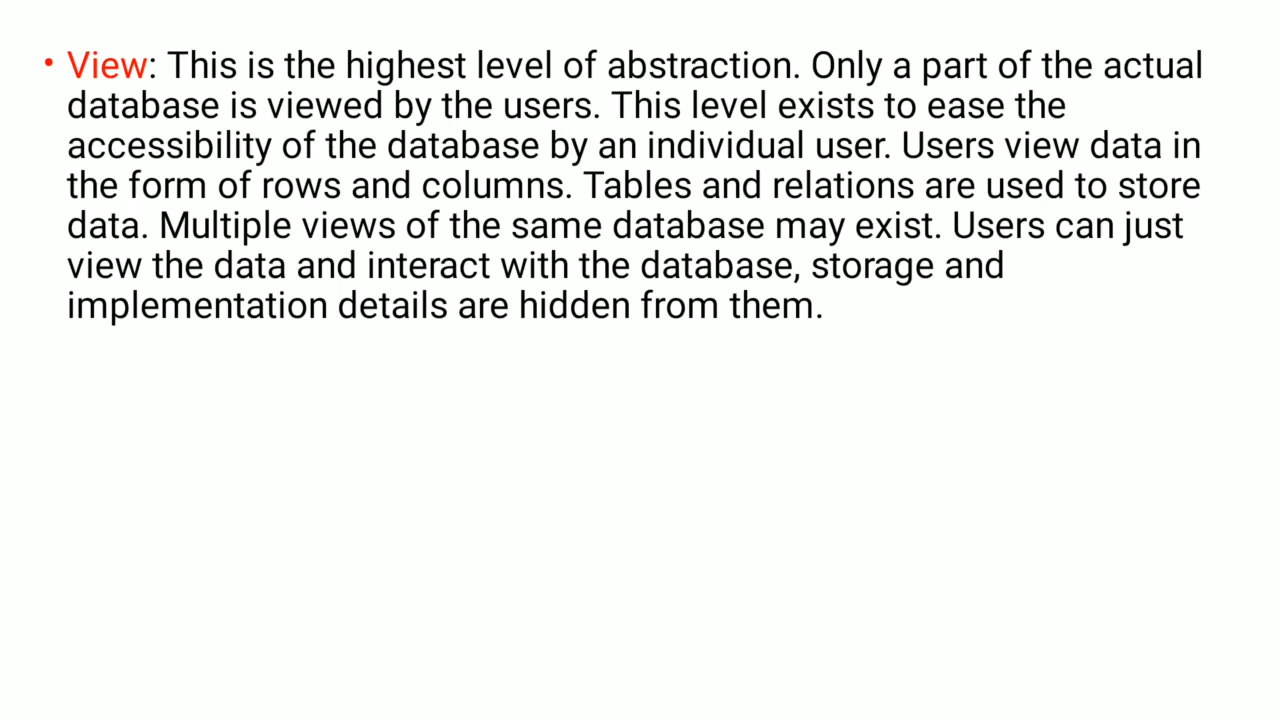 • View: This is the highest level of abstraction. Only a part of the actual
database is viewed by the users. This level exists to ease the
accessibility of the database by an individual user. Users view data in
the form of rows and columns. Tables and relations are used to store
data. Multiple views of the same database may exist. Users can just
view the data and interact with the database, storage and
implementation details are hidden from them.